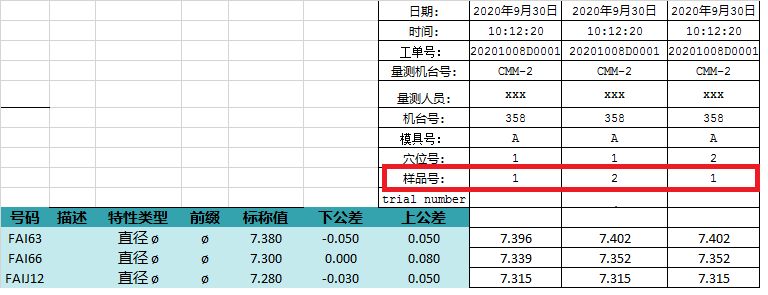 日期: 2020年9月30日 2020年9月30日 2020年9月30日
时间: 10:12:20 10:12:20 10:12:20
工单号: 20201008D0001 20201008D0001 20201008D0001
量测机台号: CMM-2 CMM-2 CMM-2
量测人员: xxx xxx xxx
机台号: 358 358 358
模具号: A A A
穴位号: 1 1 2
样品号: 1 2 1
trial number
号码 描述 特性类型 前缀 标称值 下公差 上公差
FAI63 直径ø ø 7.380 -0.050 0.050 7.396 7.402 7.402
FAI66 直径ø ø 7.300 0.000 0.080 7.339 7.352 7.352
FAIJ12 直径ø ø 7.280 -0.030 0.050 7.315 7.315 7.315